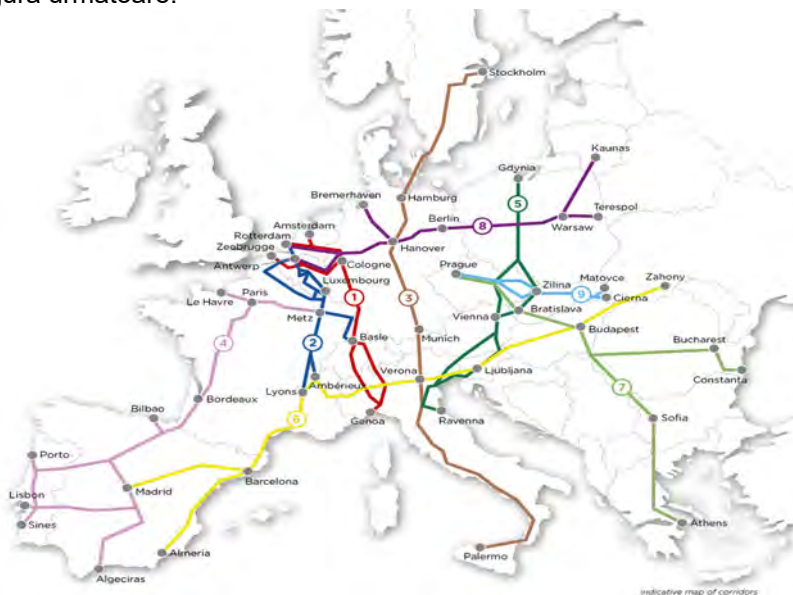 gura următoare:
Stockholm
Kaunas
Gdynia
5
Bremerhaven
Hamburg
Berlin
8
Terespol
Warsaw
Amsterdam
Rotterdam
Zeebrugge
Hanover
Antwerp
Cologne
Prague
Zilina
Matovce
Zahony
9
Cierna
Luxembourg
Paris
Le Havre
1
3
Metz
Vienna
Bratislava
Budapest
Basle
Munich
4
2
Bucharest
Verona
Ljubljana
Ambérieux
Lyons
7
Constanta
Bordeaux
6
Genoa
Ravenna
Sofia
Bilbao
Porto
Madrid
Barcelona
Lisbon
Sines
Almeria
Athens
Palermo
Algeciras
indicative map of corridors